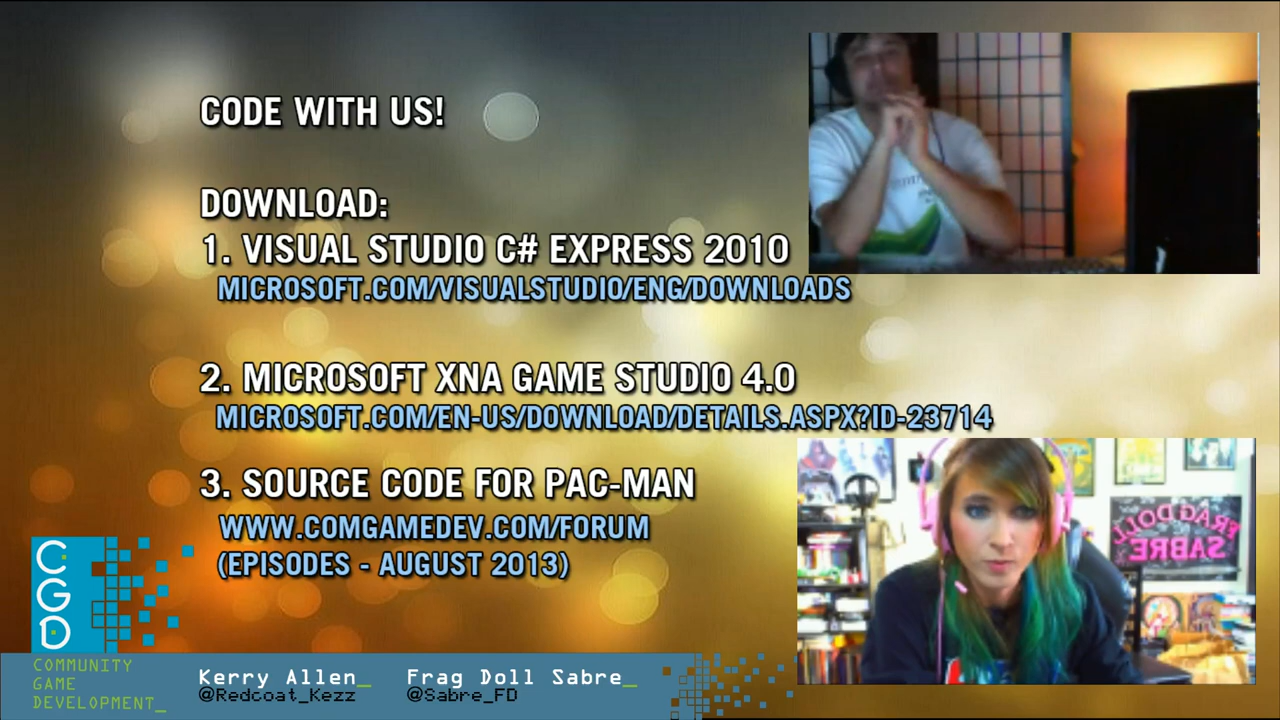 CODE WITH US!
DOWNLOAD:
1. VISUAL STUDIO C# EXPRESS 2010
MICROSOFT.COM/VISUALSTUDIO/ENG/DOWNLOADS
2. MICROSOFT XNA GAME STUDIO 4.0
MICROSOFT.COM/EN-US/DOWNLOAD/DETAILS.ASPX?ID-23714
3. SOURCE CODE FOR PAC-MAN
WWW.COMGAMEDEV.COM/FORUM
(EPISODES - AUGUST 2013)
FRAG DOLL
SABRE
CGD
COMMUNITY
GAME
DEVELOPMENT_
Kerry Allen_
@Redcoat_Kezz
Frag Doll Sabre_
@Sabre_FD